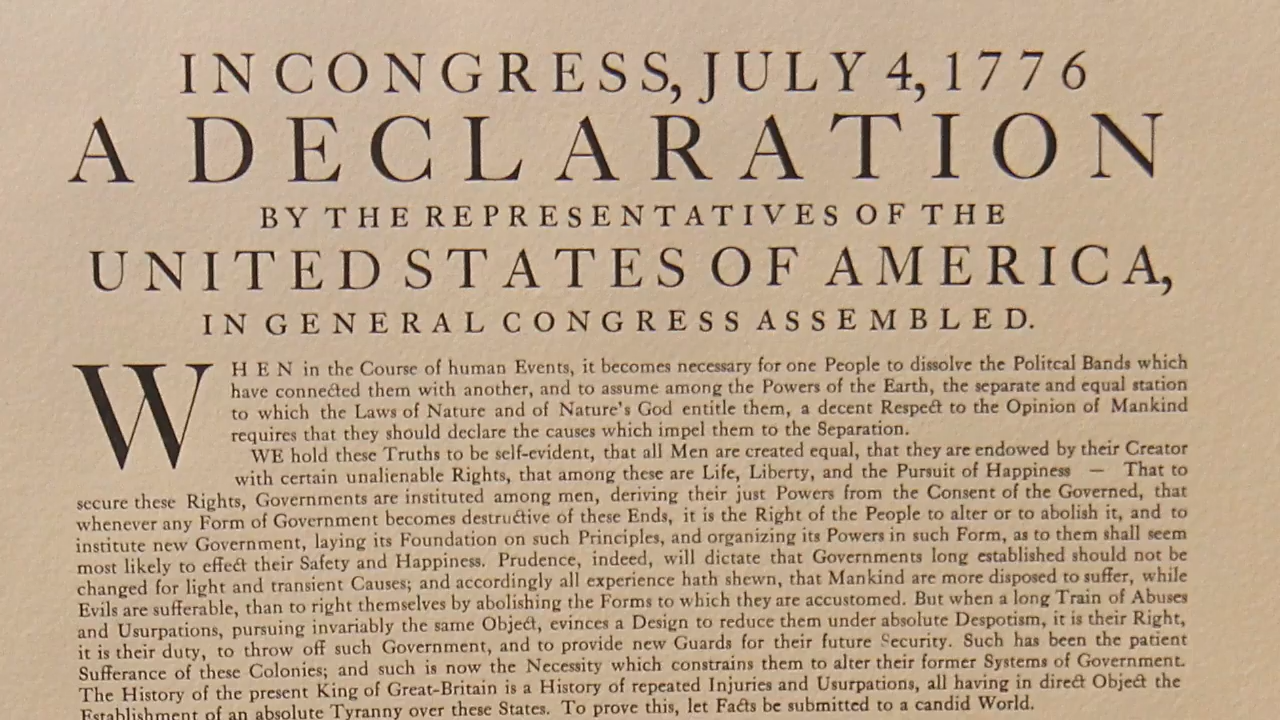 IN CONGRESS, JULY 4, 1776
A DECLARATION
BY THE REPRESENTATIVES OF THE
UNITED STATES OF AMERICA,
IN GENERAL CONGRESS ASSEMBLED.
WHEN in the Course of human Events, it becomes necessary for one People to dissolve the Politcal Bands which
have connected them with another, and to assume among the Powers of the Earth, the separate and equal station
to which the Laws of Nature and of Nature's God entitle them, a decent Respect to the Opinion of Mankind
requires that they should declare the causes which impel them to the Separation.
WE hold these Truths to be self-evident, that all Men are created equal, that they are endowed by their Creator
with certain unalienable Rights, that among these are Life, Liberty, and the Pursuit of Happiness — That to
secure these Rights, Governments are instituted among men, deriving their just Powers from the Consent of the Governed, that
whenever any Form of Government becomes destructive of these Ends, it is the Right of the People to alter or to abolish it, and to
institute new Government, laying its Foundation on such Principles, and organizing its Powers in such Form, as to them shall seem
most likely to effect their Safety and Happiness. Prudence, indeed, will dictate that Governments long established should not be
changed for light and transient Causes; and accordingly all experience hath shewn, that Mankind are more disposed to suffer, while
Evils are sufferable, than to right themselves by abolishing the Forms to which they are accustomed. But when a long Train of Abuses
and Usurpations, pursuing invariably the same Object, evinces a Design to reduce them under absolute Despotism, it is their Right,
it is their duty, to throw off such Government, and to provide new Guards for their future Security. Such has been the patient
Sufferance of these Colonies; and such is now the Necessity which constrains them to alter their former Systems of Government.
The History of the present King of Great-Britain is a History of repeated Injuries and Usurpations, all having in direct Object the
Establishment of an absolute Tyranny over these States. To prove this, let Facts be submitted to a candid World.